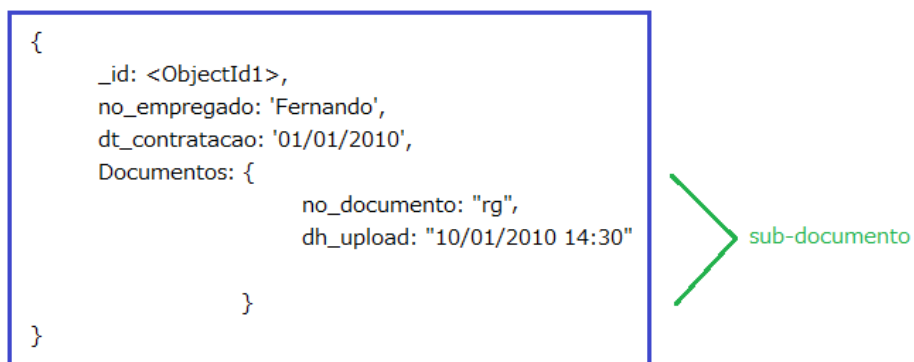 {
_id: <ObjectId1>,
no_empregado: 'Fernando',
dt_contratacao: '01/01/2010',
Documentos: {
no_documento: "rg",
dh_upload: "10/01/2010 14:30"
sub-documento
}
}